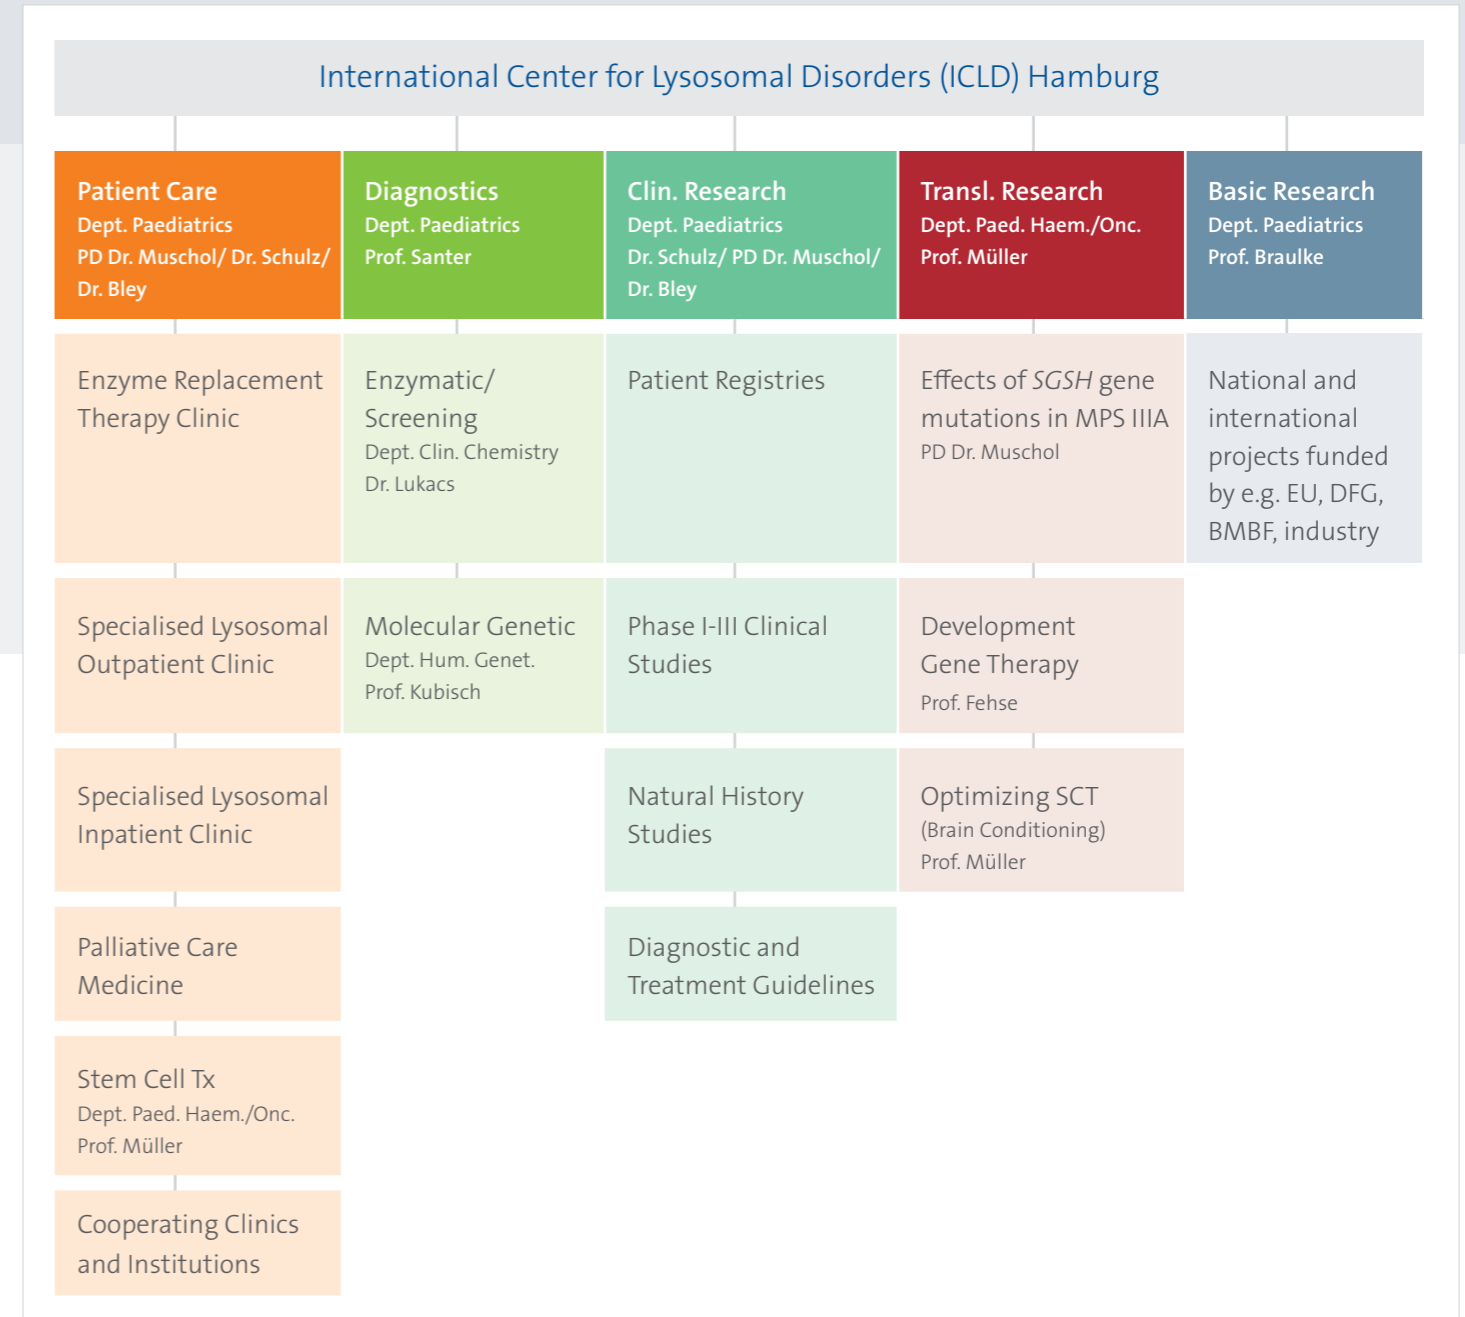 International Center for Lysosomal Disorders (ICLD) Hamburg
Patient Care
Dept. Paediatrics
PD Dr. Muschol/ Dr. Schulz/
Dr. Bley
Enzyme Replacement
Therapy Clinic
Specialised Lysosomal
Outpatient Clinic
Specialised Lysosomal
Inpatient Clinic
Palliative Care
Medicine
Stem Cell Tx
Dept. Paed. Haem./Onc.
Prof. Müller
Cooperating Clinics
and Institutions
Diagnostics
Dept. Paediatrics
Prof. Santer
Enzymatic/
Screening
Dept. Clin. Chemistry
Dr. Lukacs
Molecular Genetic
Dept. Hum. Genet.
Prof. Kubisch
Clin. Research
Dept. Paediatrics
Dr. Schulz/ PD Dr. Muschol/
Dr. Bley
Patient Registries
Phase I-III Clinical
Studies
Natural History
Studies
Diagnostic and
Treatment Guidelines
Transl. Research
Dept. Paed. Haem./Onc.
Prof. Müller
Effects of SGSH gene
mutations in MPS IIIA
PD Dr. Muschol
Development
Gene Therapy
Prof. Fehse
Optimizing SCT
(Brain Conditioning)
Prof. Müller
Basic Research
Dept. Paediatrics
Prof. Braulke
National and
international
projects funded
by e.g. EU, DFG,
BMBF, industry